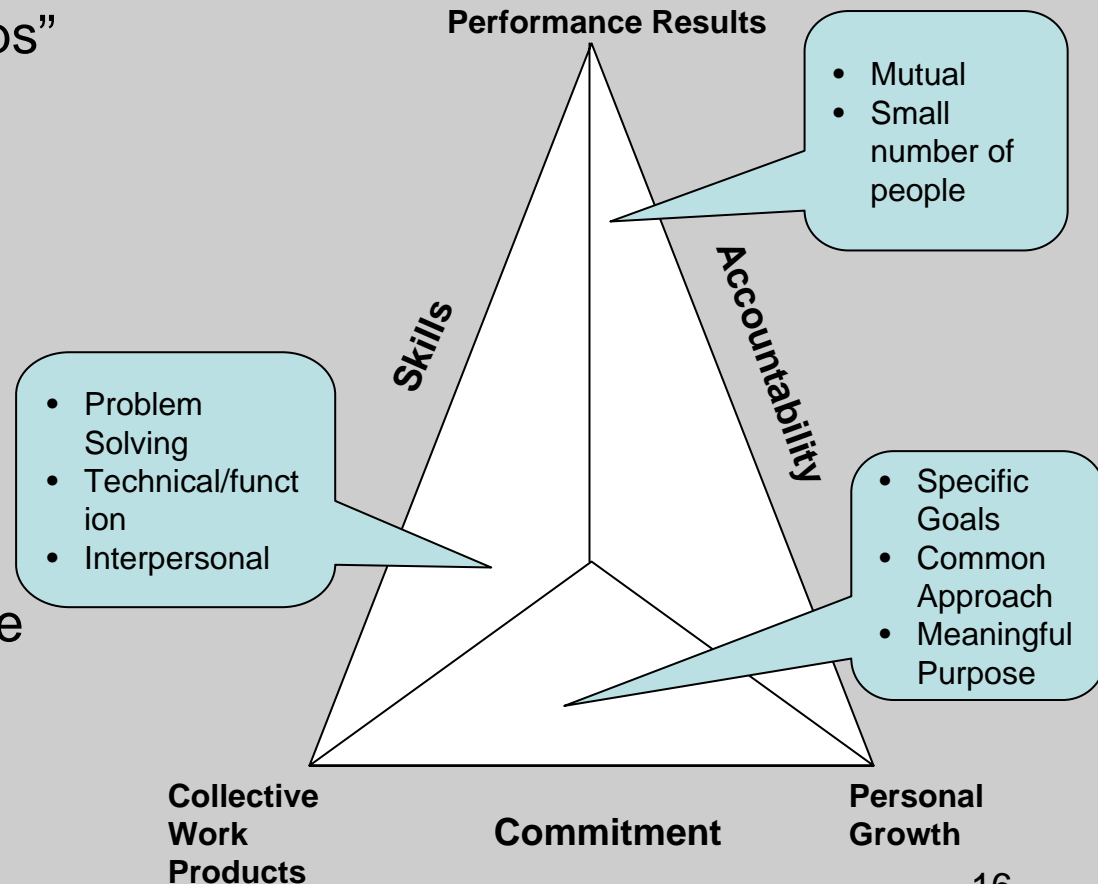 os”
Performance Results
• Mutual
• Small
number of
people
Skills
Accountability
• Problem
Solving
• Technical/funct
ion
• Interpersonal
• Specific
Goals
• Common
Approach
• Meaningful
Purpose
e
Collective
Work
Products
Commitment
Personal
Growth
16